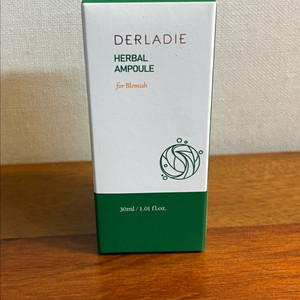 DERLADIE
HERBAL
AMPOULE
for Blemish
30ml / 1.01 fl.oz.